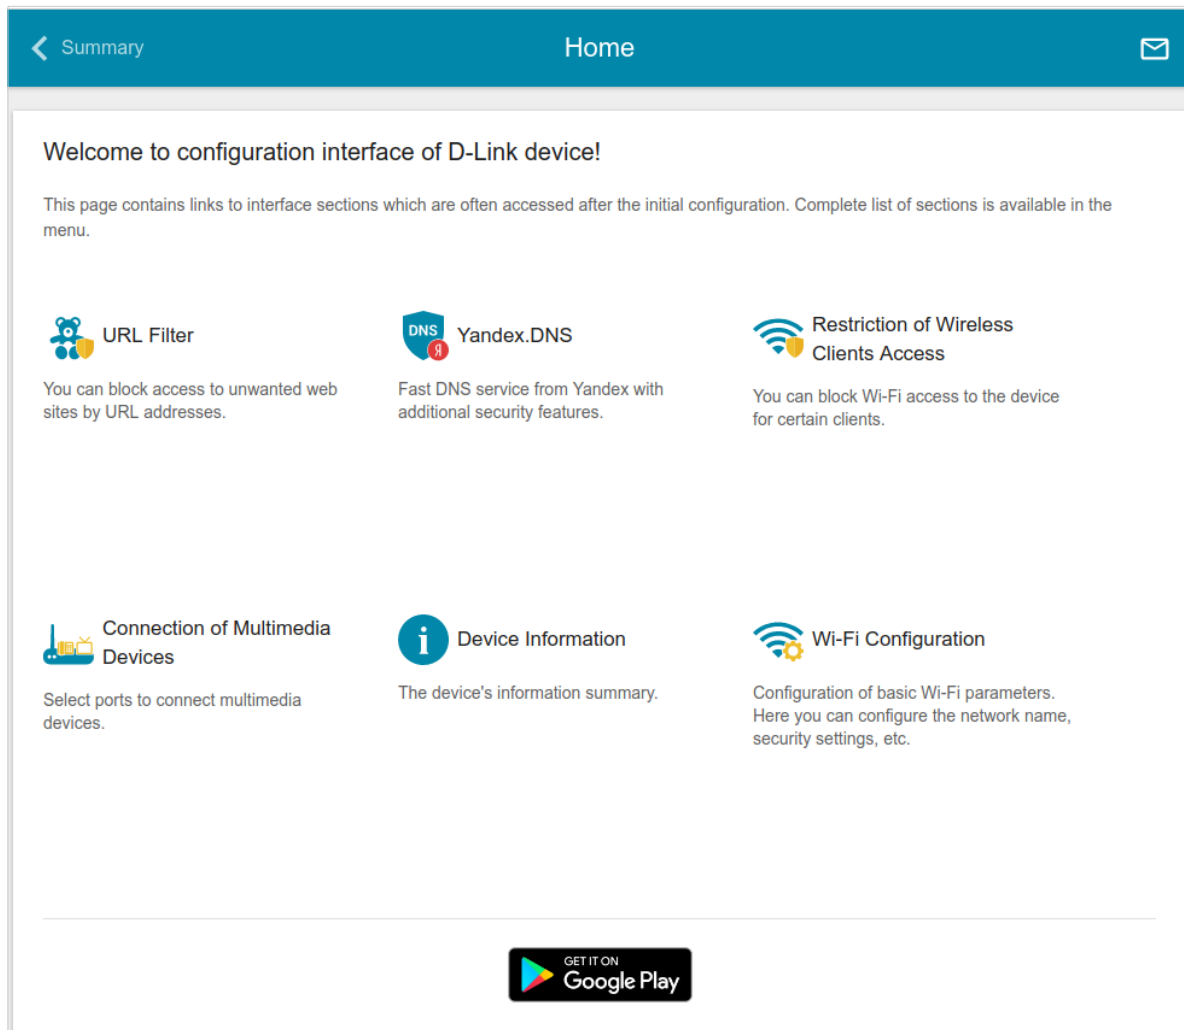 Summary
Home
Welcome to configuration interface of D-Link device!
This page contains links to interface sections which are often accessed after the initial configuration. Complete list of sections is available in the
menu.
URL Filter
You can block access to unwanted web
sites by URL addresses.
DNS
Я
Yandex.DNS
Fast DNS service from Yandex with
additional security features.
Restriction of Wireless
Clients Access
You can block Wi-Fi access to the device
for certain clients.
Connection of Multimedia
Devices
Select ports to connect multimedia
devices.
i
Device Information
The device's information summary.
Wi-Fi Configuration
Configuration of basic Wi-Fi parameters.
Here you can configure the network name,
security settings, etc.
GET IT ON
Google Play